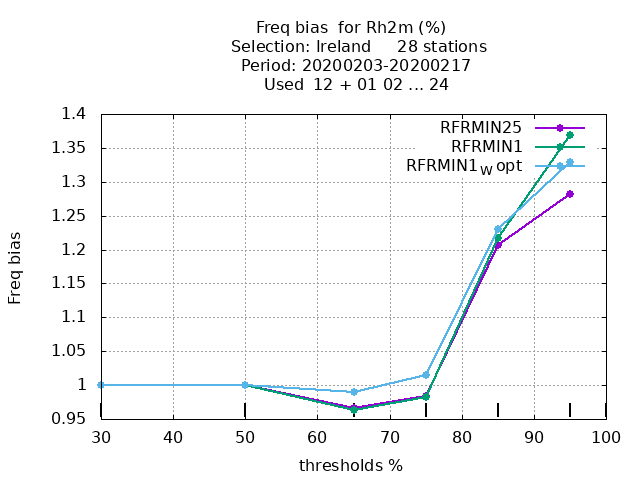 Freq bias  for Rh2m (%)
Selection: Ireland     28 stations
Period: 20200203-20200217
Used  12 + 01 02 ... 24
RFRMIN25
RFRMIN1
RFRMIN1W opt
1.4
1.35
1.3
1.25
1.2
1.15
1.1
1.05
1
0.95
Freq bias
30 40 50 60 70 80 90 100
thresholds %